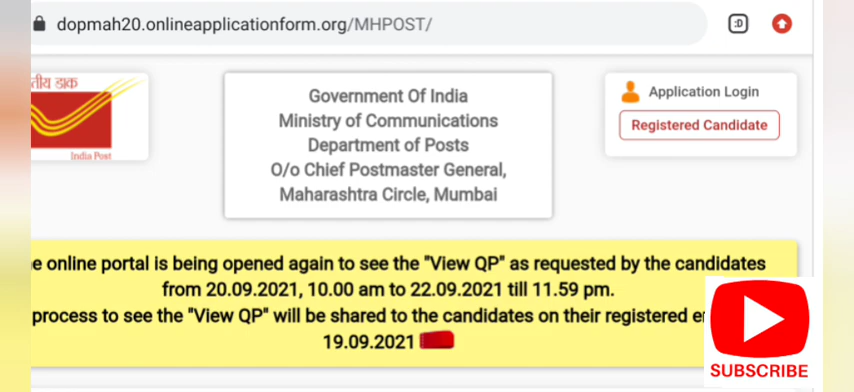 dopmah20.onlineapplicationform.org/MHPOST/
:D
तीय डाक
India Post
Government Of India
Ministry of Communications
Department of Posts
O/o Chief Postmaster General,
Maharashtra Circle, Mumbai
Application Login
Registered Candidate
online portal is being opened again to see the "View QP" as requested by the candidates
from 20.09.2021, 10.00 am to 22.09.2021 till 11.59 pm.
process to see the "View QP" will be shared to the candidates on their registered
19.09.2021
SUBSCRIBE